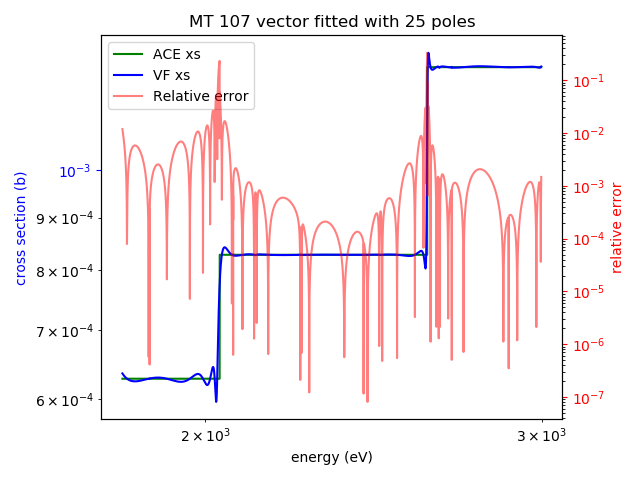 MT 107 vector fitted with 25 poles
ACE xs
VF xs
Relative error
cross section (b)
10⁻³
9 × 10⁻⁴
8 × 10⁻⁴
7 × 10⁻⁴
6 × 10⁻⁴
10⁻¹
10⁻²
10⁻³
10⁻⁴
10⁻⁵
10⁻⁶
10⁻⁷
relative error
2 × 10³
3 × 10³
energy (eV)